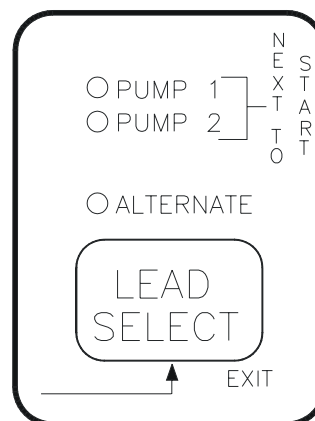 PUMP 1
PUMP 2
NEXT TO
START
ALTERNATE
LEAD
SELECT
EXIT